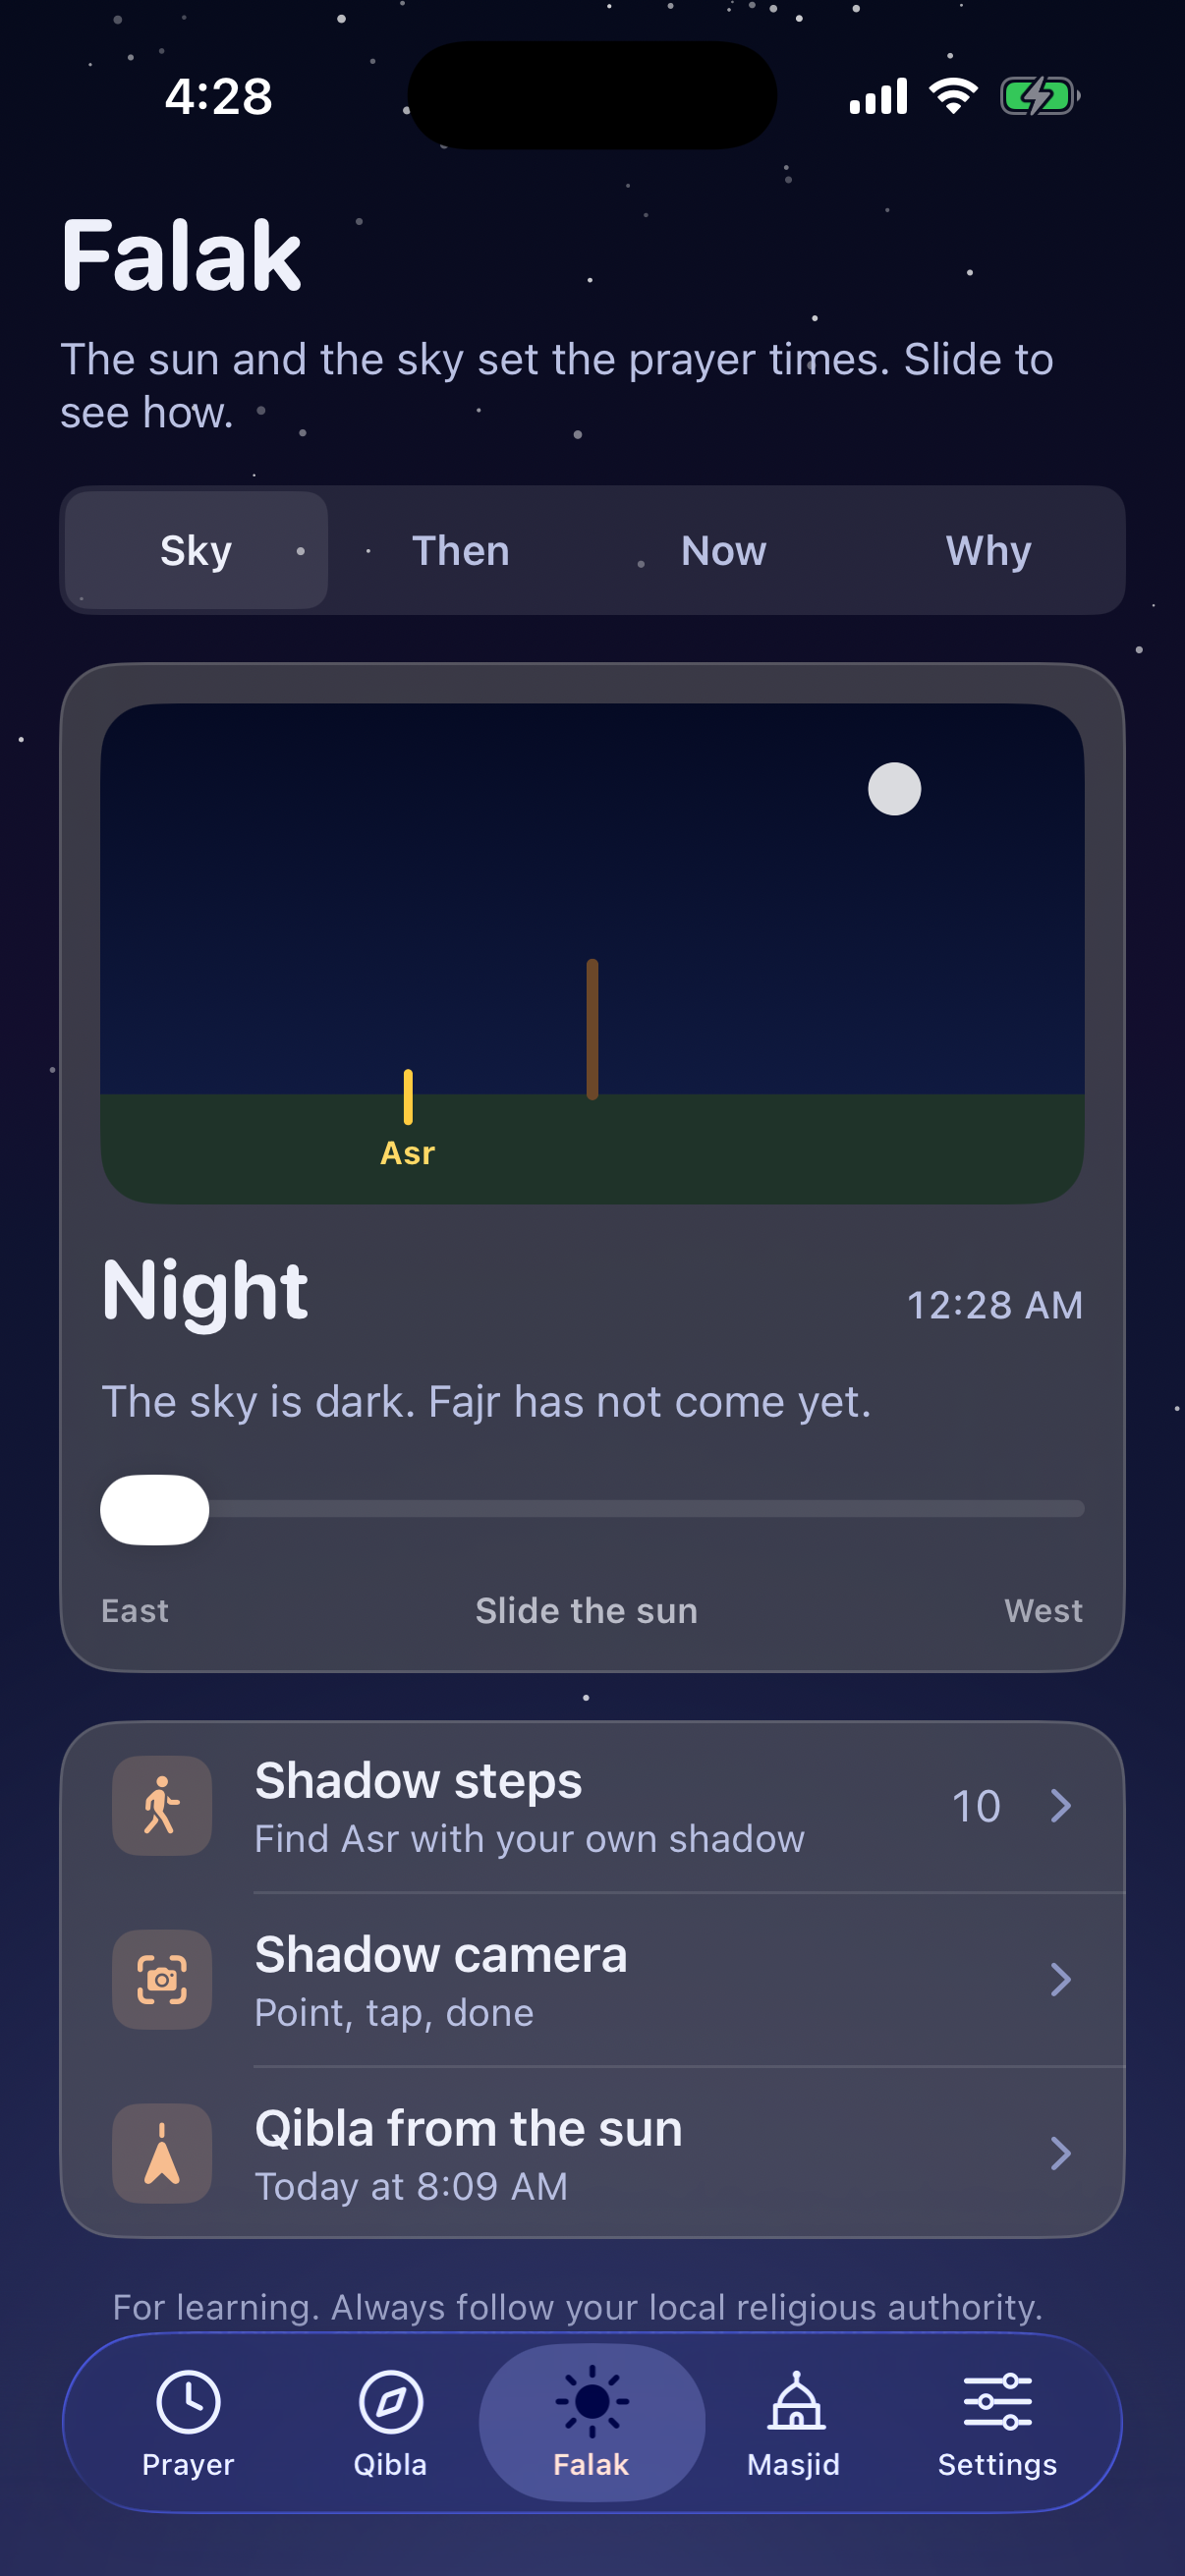 4:28
Falak
The sun and the sky set the prayer times. Slide to
see how.
Sky
Then
Now
Why
Asr
Night
12:28 AM
The sky is dark. Fajr has not come yet.
East
Slide the sun
West
Shadow steps
10
Find Asr with your own shadow
Shadow camera
Point, tap, done
Qibla from the sun
Today at 8:09 AM
For learning. Always follow your local religious authority.
Prayer
Qibla
Falak
Masjid
Settings